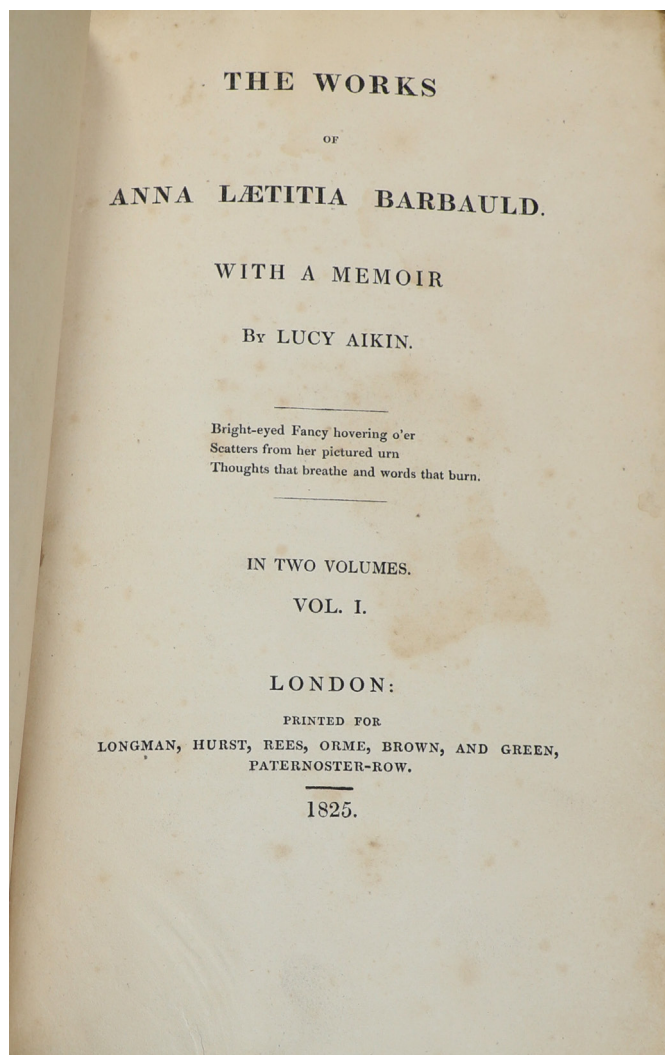 THE WORKS
OF
ANNA LÆTITIA BARBAULD.
WITH A MEMOIR
By LUCY AIKIN.
Bright-eyed Fancy hovering o'er
Scatters from her pictured urn
Thoughts that breathe and words that burn.
IN TWO VOLUMES.
VOL. I.
LONDON:
PRINTED FOR
LONGMAN, HURST, REES, ORME, BROWN, AND GREEN,
PATERNOSTER-ROW.
1825.